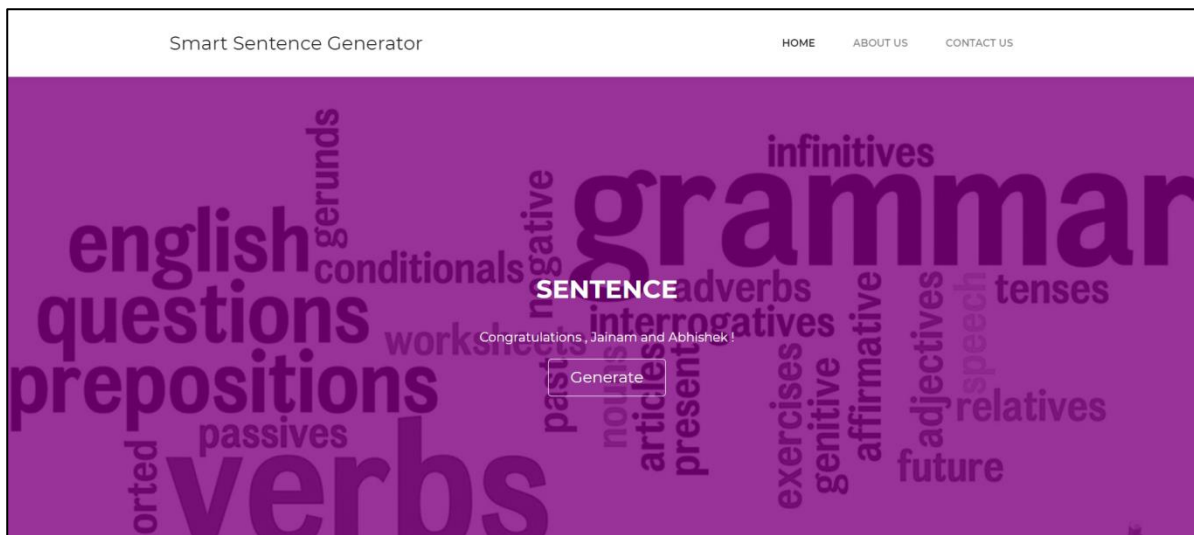 Smart Sentence Generator
HOME ABOUT US CONTACT US
gerunds
infinitives
grammar
negative
english
conditionals
adverbs
tenses
SENTENCE
questions
interrogatives
worksheets
Congratulations , Jainam and Abhishek !
speech
adjectives
affirmative
Generate
past
nouns
articles
present
exercises
genitive
prepositions
relatives
passives
future
verbs
orted